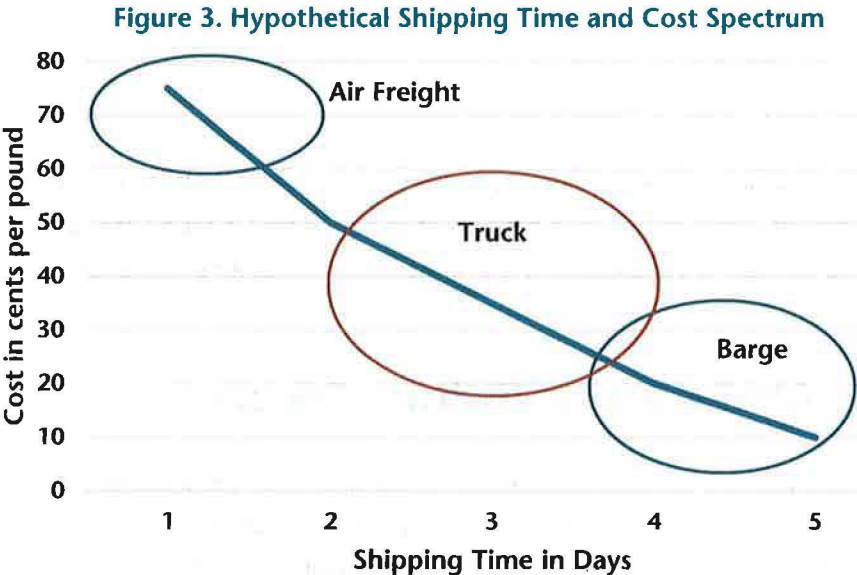 Figure 3. Hypothetical Shipping Time and Cost Spectrum
80
70
60
50
40
30
20
10
0
Cost in cents per pound
Air Freight
Truck
Barge
1 2 3 4 5
Shipping Time in Days